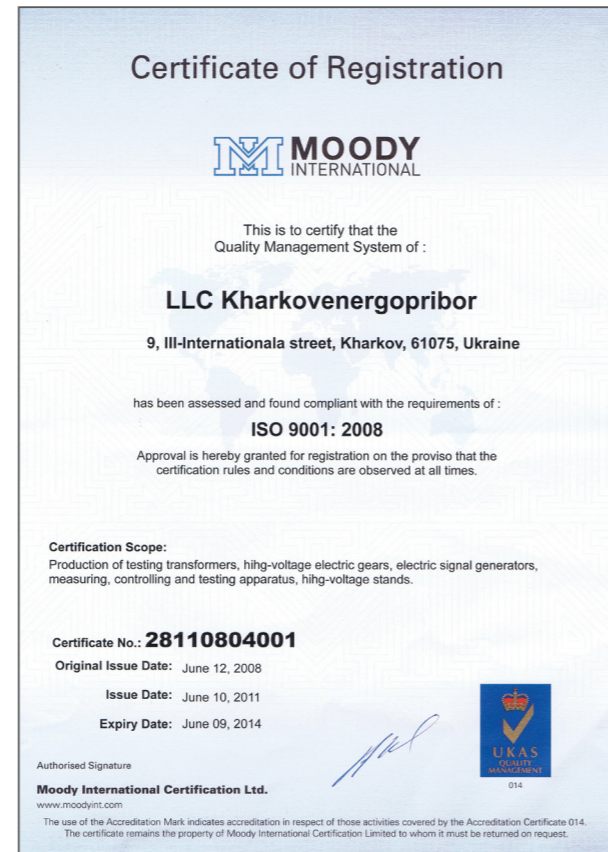 Certificate of Registration
MOODY
INTERNATIONAL
This is to certify that the
Quality Management System of :
LLC Kharkovenergopribor
9, III-Internationala street, Kharkov, 61075, Ukraine
has been assessed and found compliant with the requirements of :
ISO 9001: 2008
Approval is hereby granted for registration on the proviso that the
certification rules and conditions are observed at all times.
Certification Scope:
Production of testing transformers, hihg-voltage electric gears, electric signal generators,
measuring, controlling and testing apparatus, hihg-voltage stands.
Certificate No.: 28110804001
Original Issue Date: June 12, 2008
Issue Date: June 10, 2011
Expiry Date: June 09, 2014
UKAS
QUALITY
MANAGEMENT
014
Authorised Signature
Moody International Certification Ltd.
www.moodyint.com
The use of the Accreditation Mark indicates accreditation in respect of those activities covered by the Accreditation Certificate 014.
The certificate remains the property of Moody International Certification Limited to whom it must be returned on request.